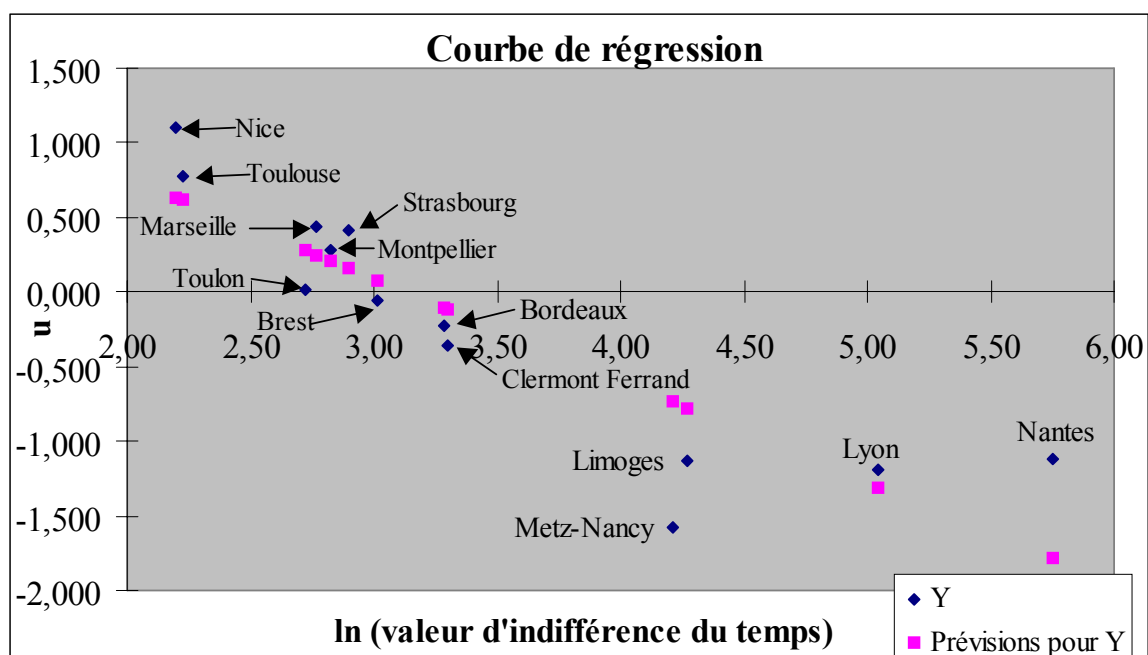 Courbe de régression
1,500
1,000
0,500
0,000
-0,500
-1,000
-1,500
-2,000
u
2,00 2,50 3,00 3,50 4,00 4,50 5,00 5,50 6,00
Nice
Toulouse
Strasbourg
Marseille
Montpellier
Toulon
Brest
Bordeaux
Clermont Ferrand
Limoges
Metz-Nancy
Lyon
Nantes
ln (valeur d'indifférence du temps)
Y
Prévisions pour Y